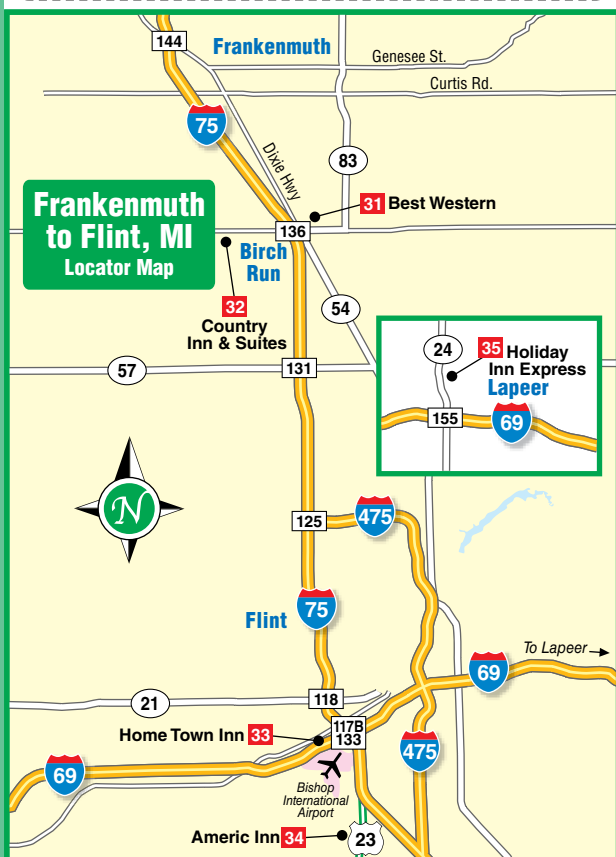 144
Frankenmuth
Genesee St.
Curtis Rd.
75
Dixie Hwy
83
Frankenmuth
to Flint, MI
Locator Map
31 Best Western
136
Birch
Run
32
Country
Inn & Suites
54
24
35 Holiday
Inn Express
Lapeer
155
69
57
131
N
125
475
75
Flint
To Lapeer
69
21
118
Home Town Inn 33
117B
133
475
69
Bishop
International
Airport
Americ Inn 34
23